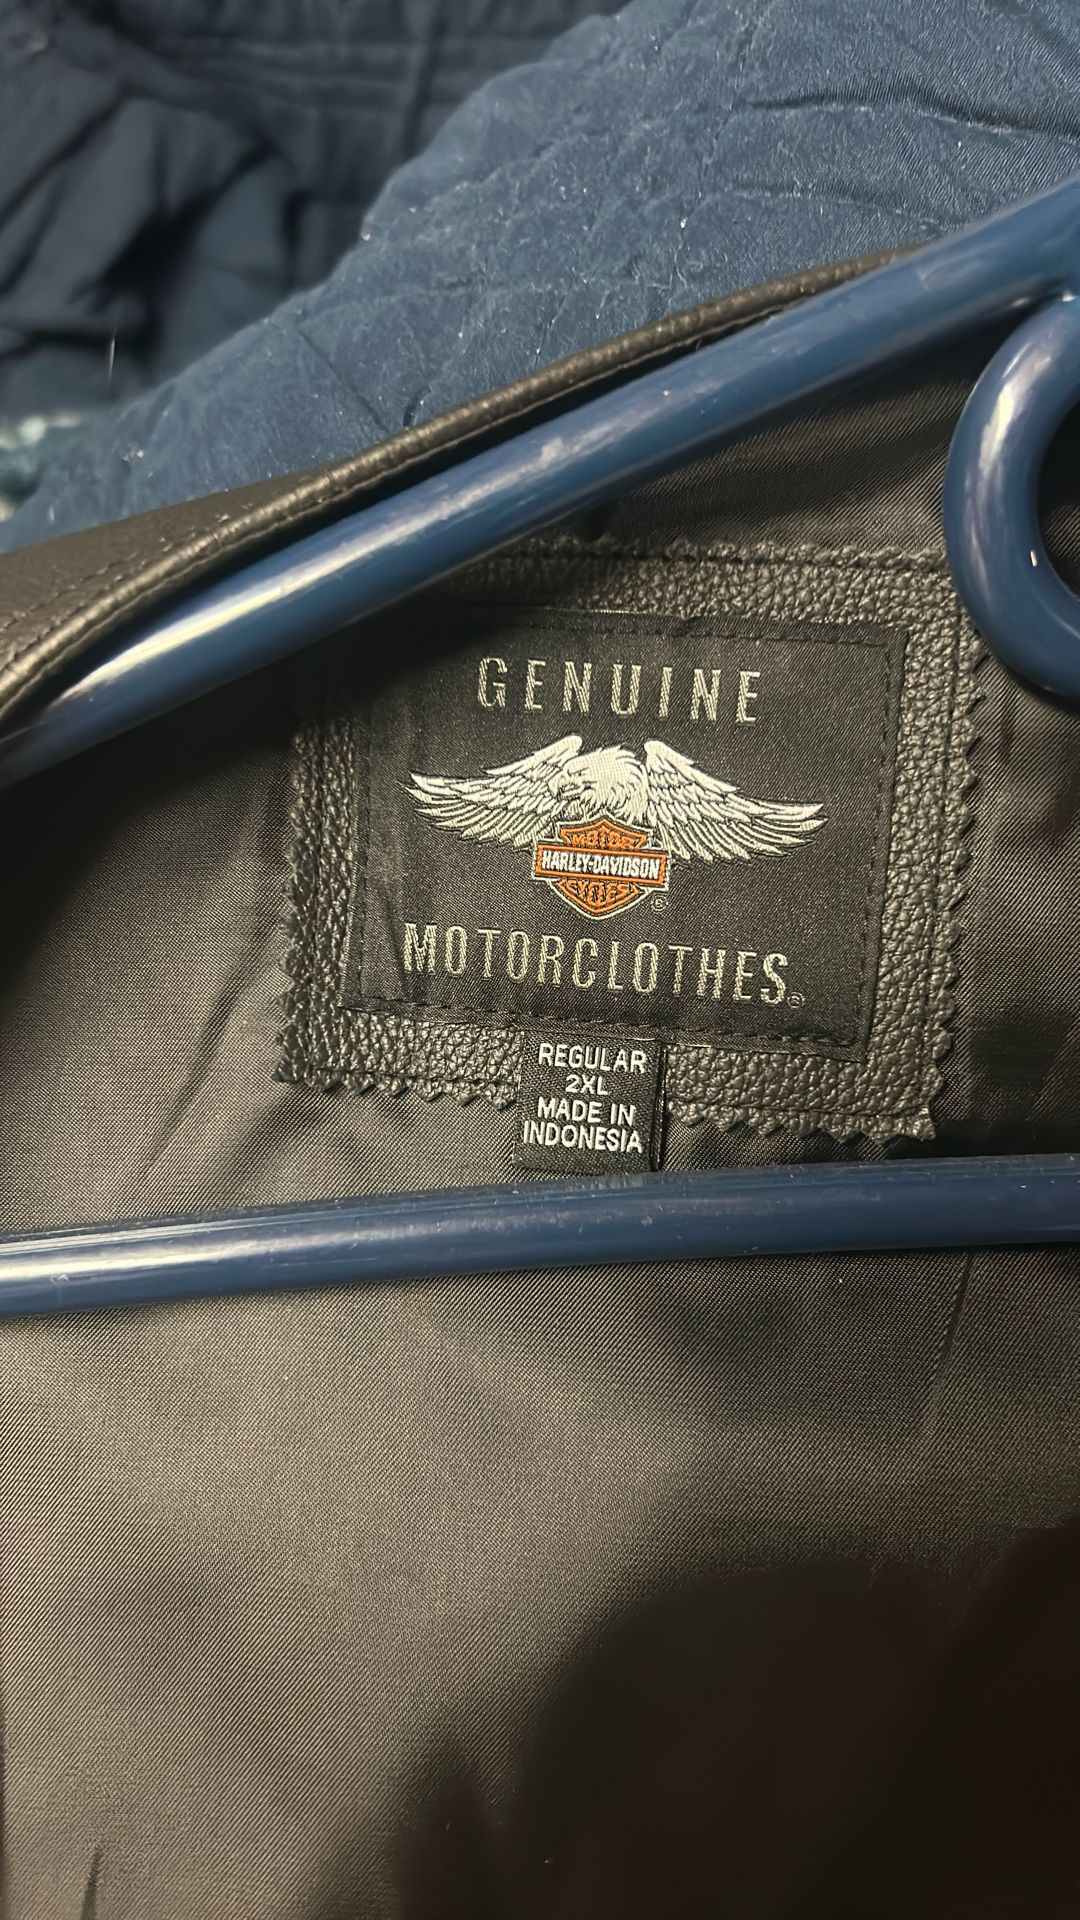 GENUINE
MOTOR
HARLEY-DAVIDSON
CYCLES
®
MOTORCLOTHES®
REGULAR
2XL
MADE IN
INDONESIA